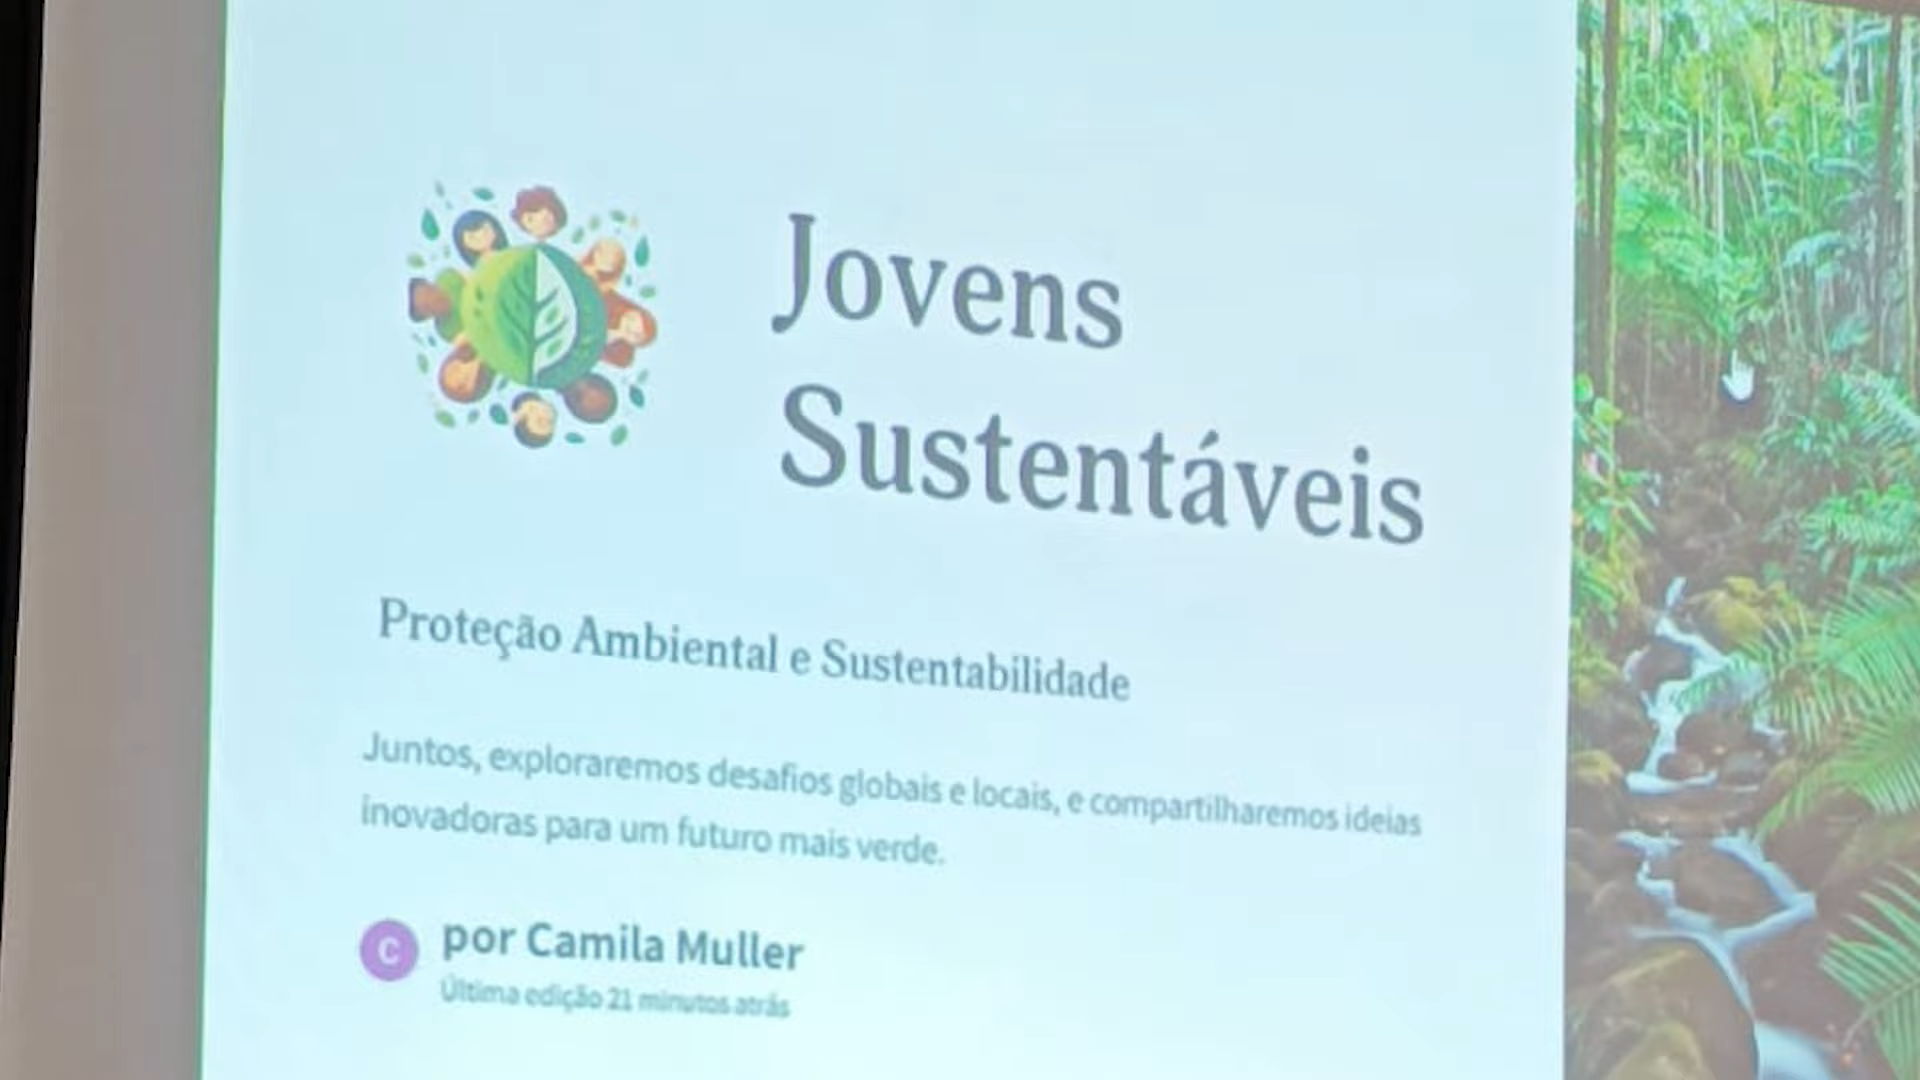 Jovens
Sustentáveis
Proteção Ambiental e Sustentabilidade
Juntos, exploraremos desafios globais e locais, e compartilharemos ideias
inovadoras para um futuro mais verde.
C
por Camila Muller
Última edição 21 minutos atrás